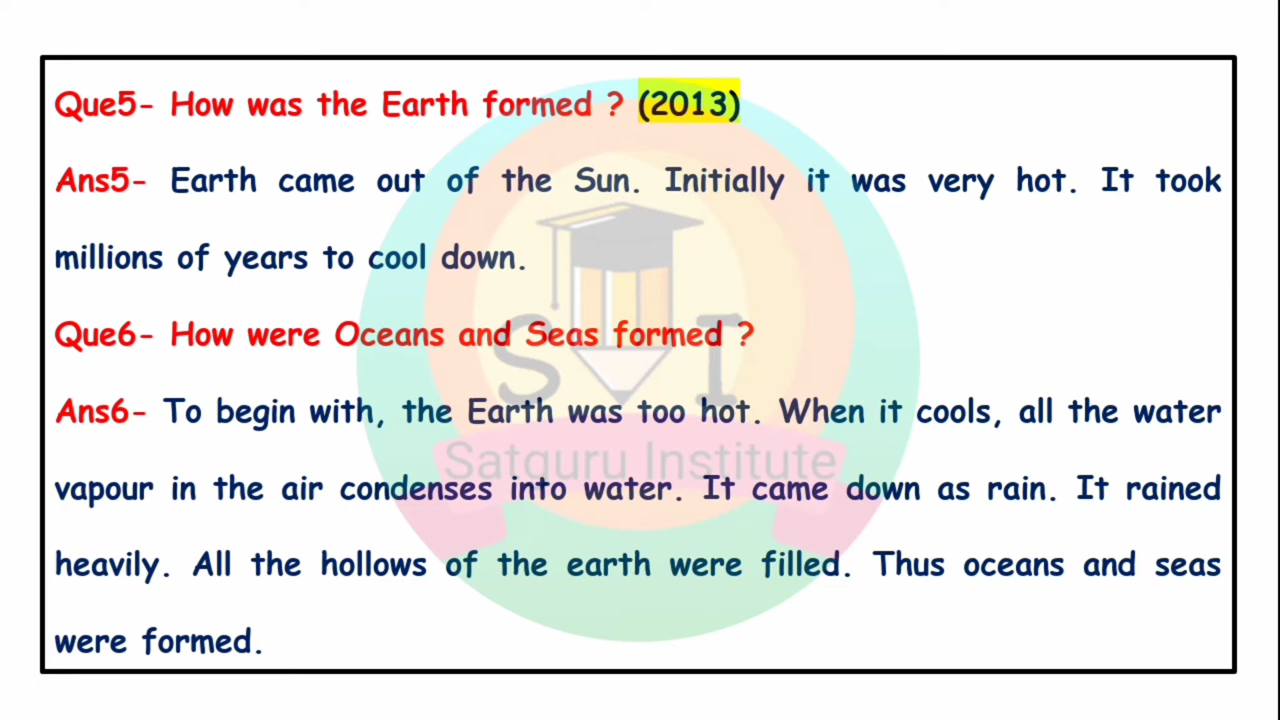 Que5- How was the Earth formed ? (2013)
Ans5- Earth came out of the Sun. Initially it was very hot. It took
millions of years to cool down.
Que6- How were Oceans and Seas formed ?
Ans6- To begin with, the Earth was too hot. When it cools, all the water
vapour in the air condenses into water. It came down as rain. It rained
heavily. All the hollows of the earth were filled. Thus oceans and seas
were formed.
S I
Satguru Institute